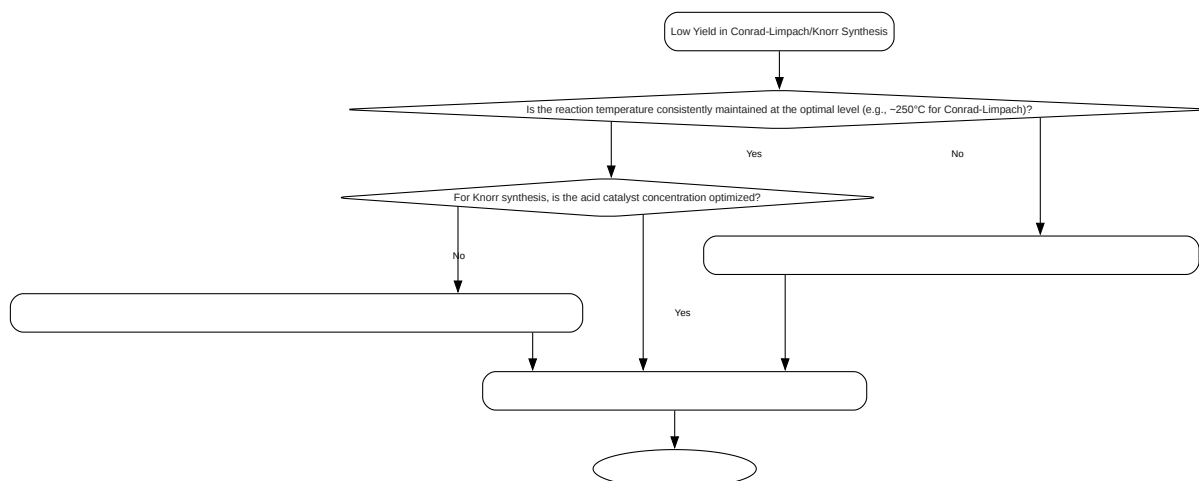 Low Yield in Conrad-Limpach/Knorr Synthesis
Is the reaction temperature consistently maintained at the optimal level (e.g., ~250°C for Conrad-Limpach)?
Yes
No
For Knorr synthesis, is the acid catalyst concentration optimized?
No
Yes